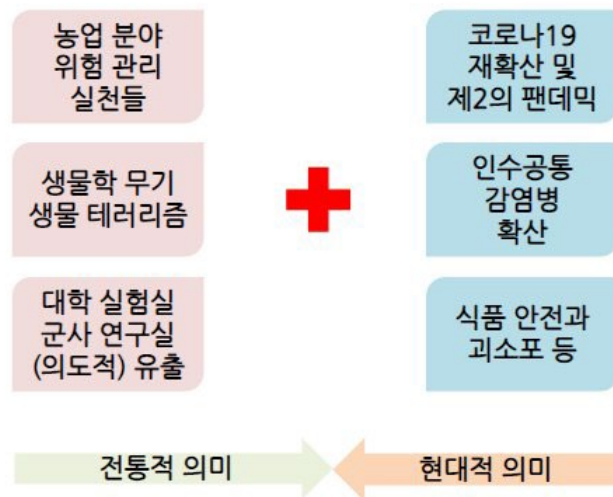 농업 분야
위험 관리
실천들
생물학 무기
생물 테러리즘
대학 실험실
군사 연구실
(의도적) 유출
코로나19
재확산 및
제2의 팬데믹
인수공통
감염병
확산
식품 안전과
괴소포 등
전통적 의미
현대적 의미